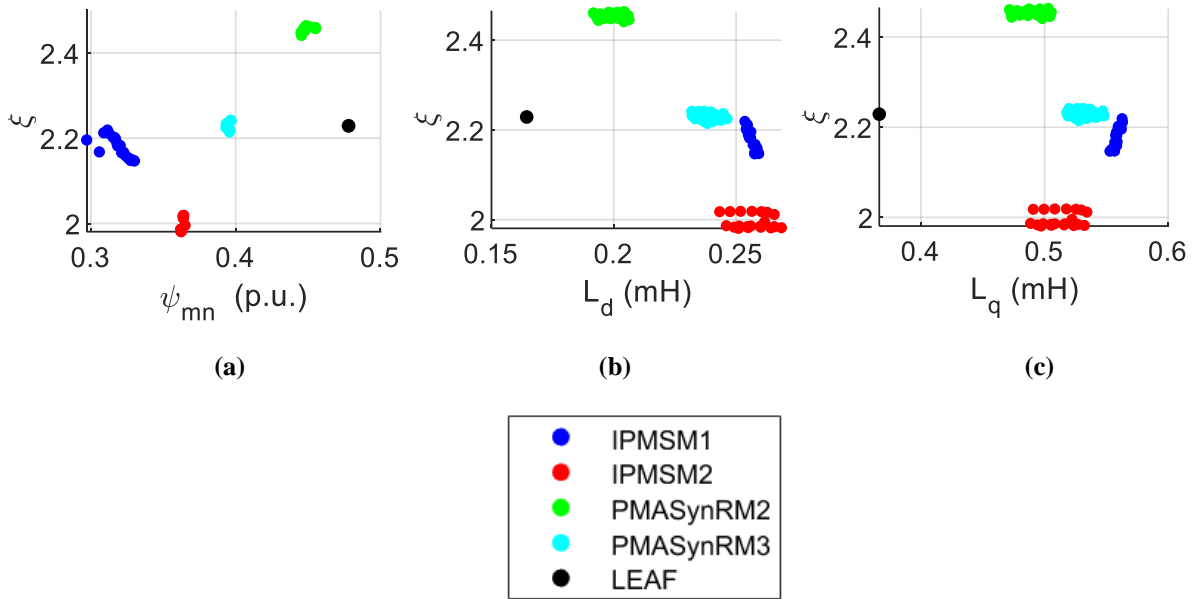 2.4
2.2
2
ξ
0.3
0.4
0.5
ψmn (p.u.)
(a)
2.4
2.2
2
ξ
0.15
0.2
0.25
Ld (mH)
(b)
2.4
2.2
2
ξ
0.4
0.5
0.6
Lq (mH)
(c)
IPMSM1
IPMSM2
PMASynRM2
PMASynRM3
LEAF